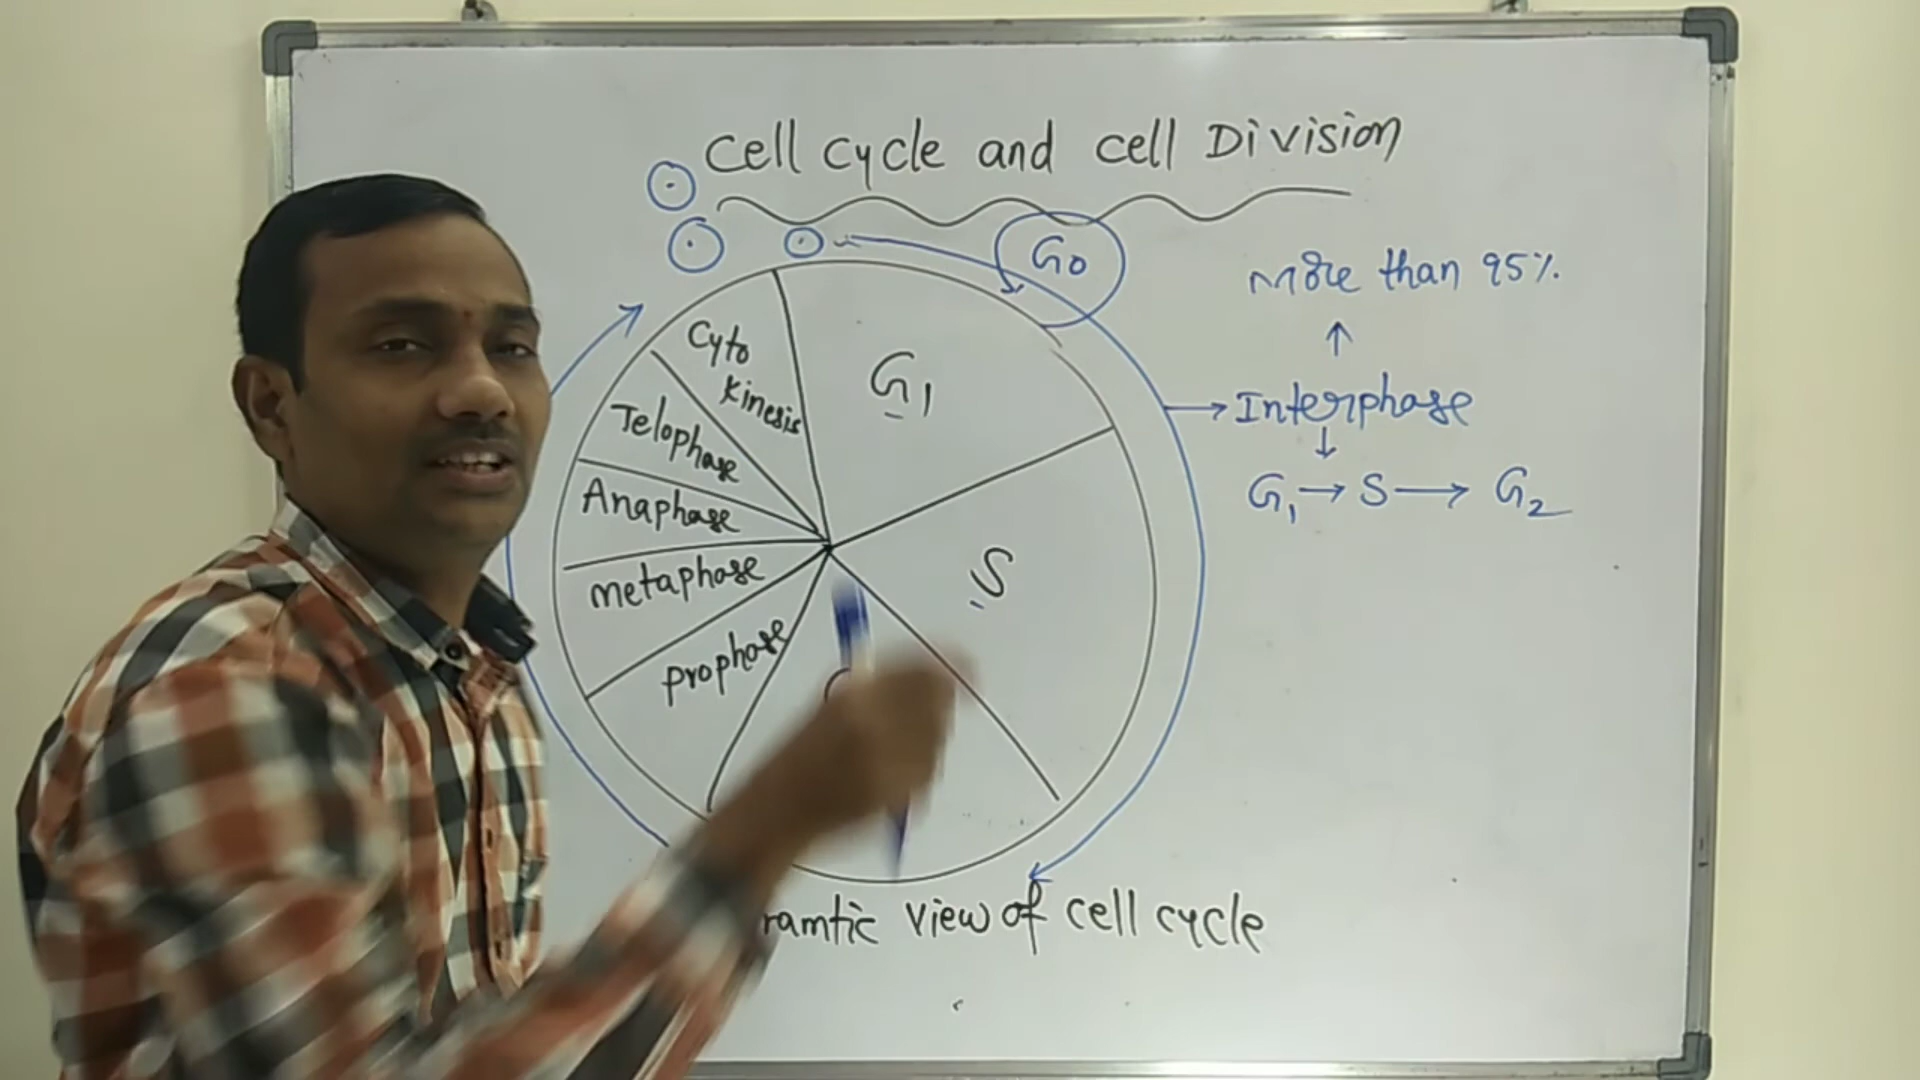 Cell cycle and cell Division
G0
More than 95%.
Interphase
G1 → S → G2
Cyto
kinesis
G1
Telophase
Anaphase
metaphase
S
prophase
view of cell cycle